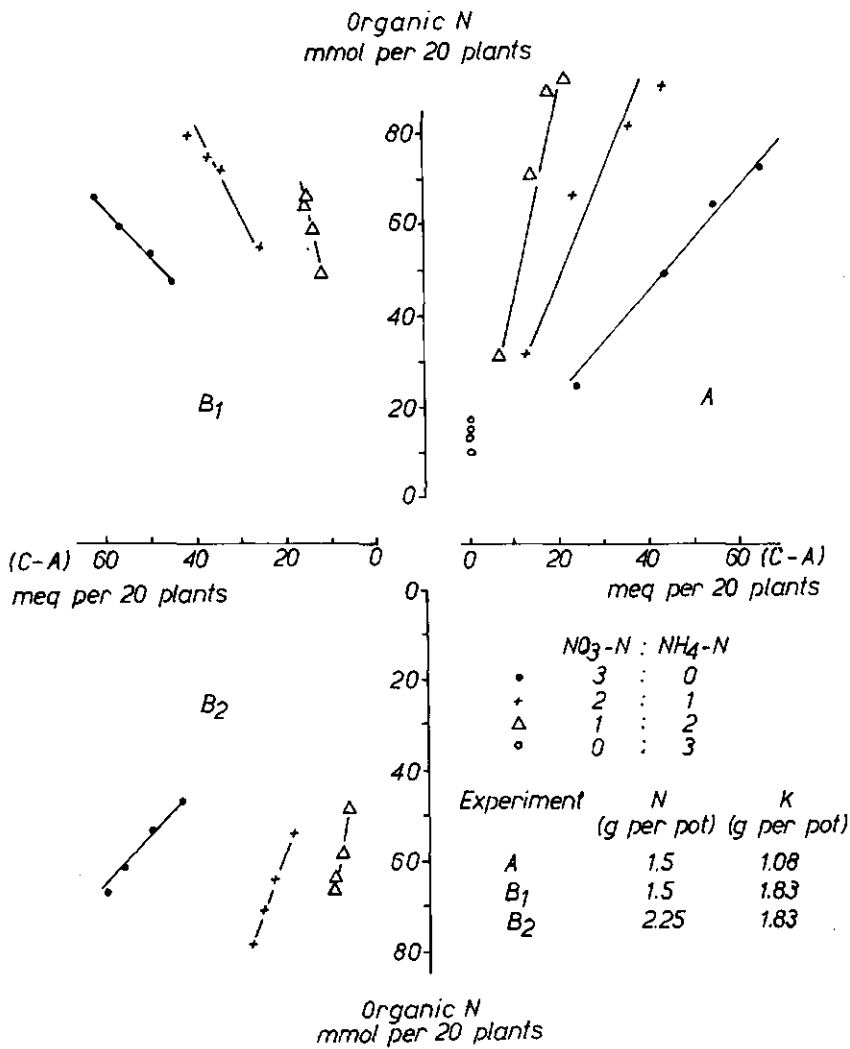 Organic N
mmol per 20 plants
80
60
40
20
0
B1
A
(C-A) 60 40 20 0
0 20 40 60 (C-A)
meq per 20 plants
meq per 20 plants
0
20
40
60
80
B2
NO3-N : NH4-N
• 3 : 0
+ 2 : 1
△ 1 : 2
o 0 : 3
Experiment N K
(g per pot) (g per pot)
A 1.5 1.08
B1 1.5 1.83
B2 2.25 1.83
Organic N
mmol per 20 plants